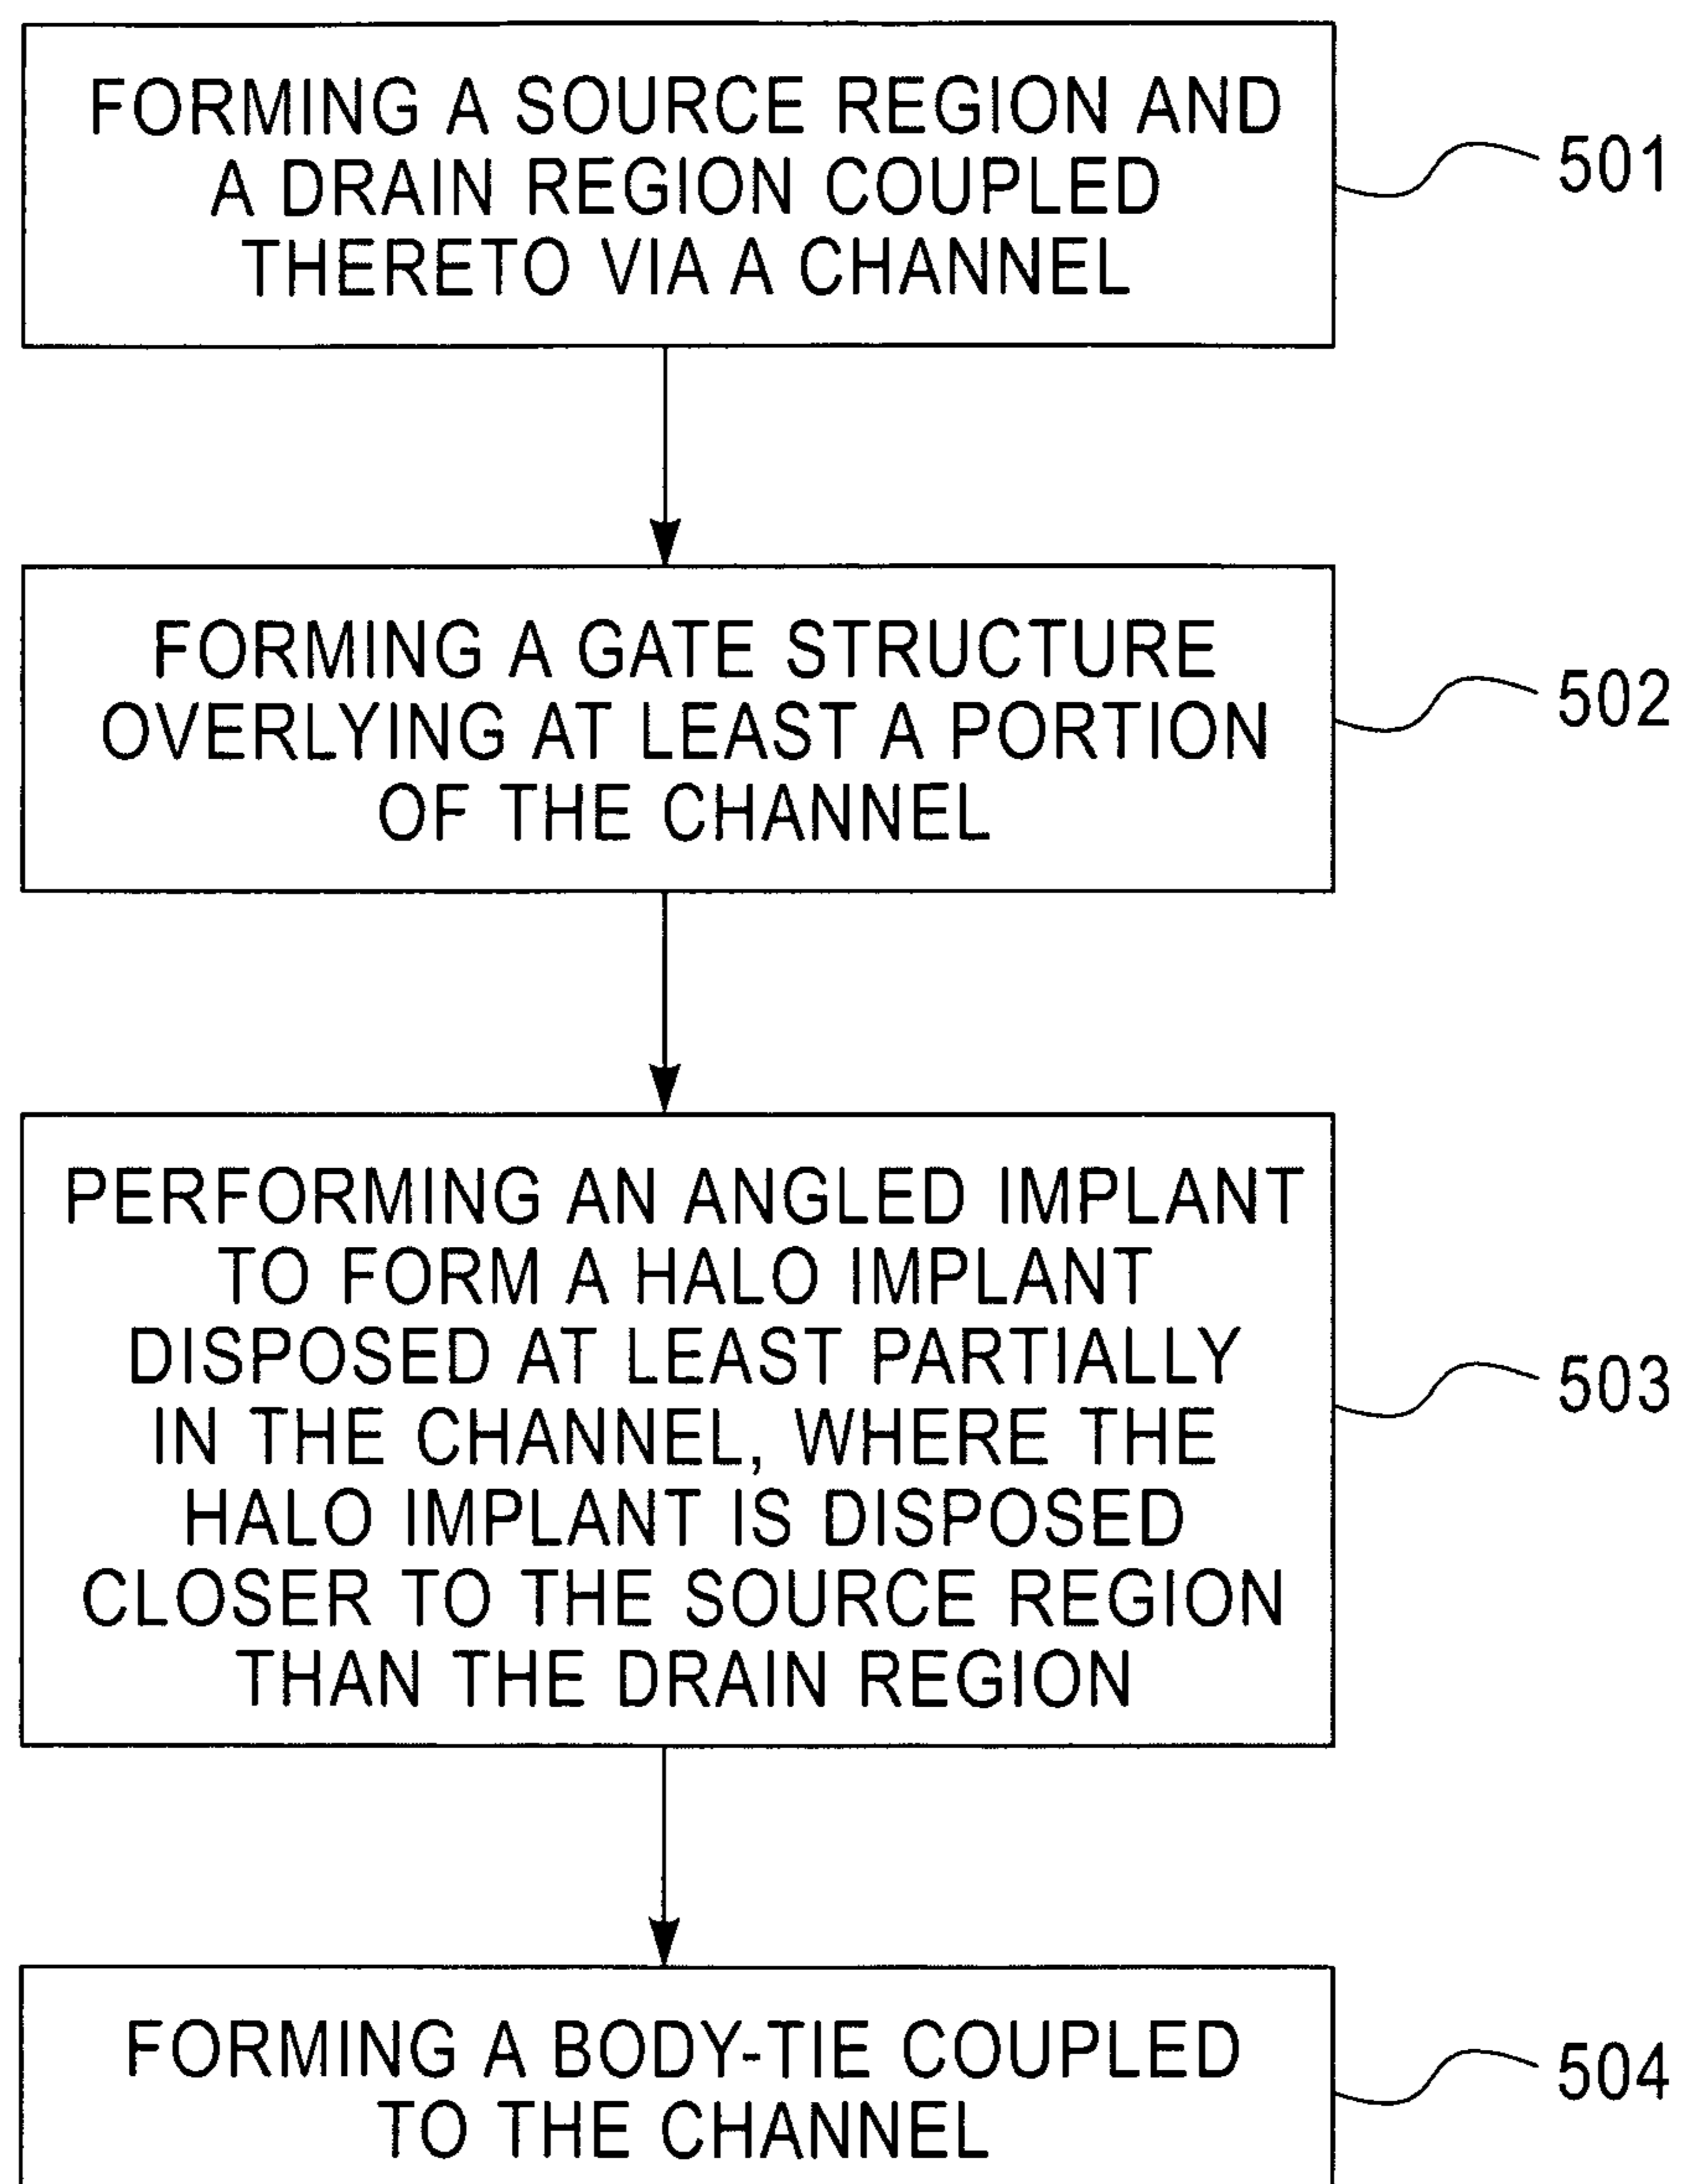 FORMING A SOURCE REGION AND
A DRAIN REGION COUPLED
THERETO VIA A CHANNEL
501
FORMING A GATE STRUCTURE
OVERLYING AT LEAST A PORTION
OF THE CHANNEL
502
PERFORMING AN ANGLED IMPLANT
TO FORM A HALO IMPLANT
DISPOSED AT LEAST PARTIALLY
IN THE CHANNEL, WHERE THE
HALO IMPLANT IS DISPOSED
CLOSER TO THE SOURCE REGION
THAN THE DRAIN REGION
503
FORMING A BODY-TIE COUPLED
TO THE CHANNEL
504